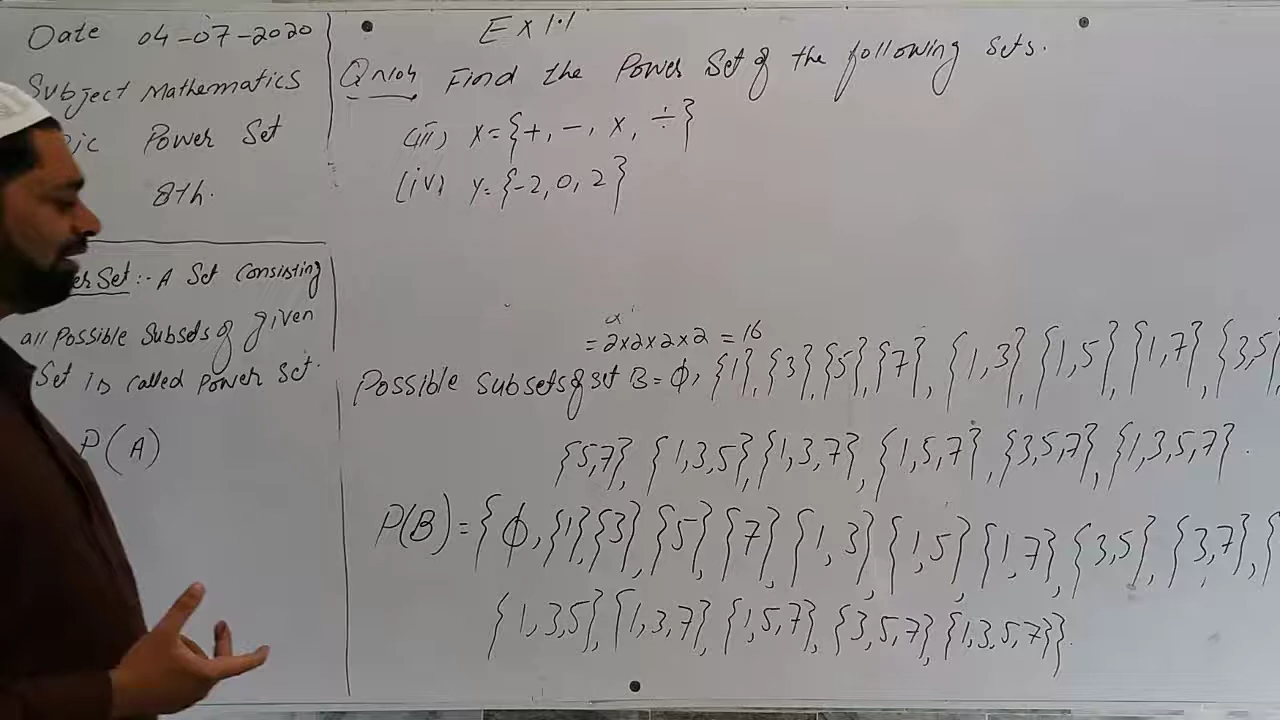 Date 04-07-2020
Subject Mathematics
Power Set
8th.
Power Set :- A Set Consisting
all Possible Subsets of given
Set is called Power Set.
P(A)
Ex 1.1
Qn104 Find the Power Set of the following Sets.
(iii) X={+, -, ×, ÷}
(iv) Y={-2, 0, 2}
=2×2×2×2 =16
Possible Subsets of set B= φ, {1}, {3}, {5}, {7}, {1,3}, {1,5}, {1,7}, {3,5
{5,7}, {1,3,5}, {1,3,7}, {1,5,7}, {3,5,7}, {1,3,5,7}.
P(B)={φ, {1},{3}, {5}, {7}, {1,3}, {1,5}, {1,7}, {3,5}, {3,7}, {
{1,3,5}, {1,3,7}, {1,5,7}, {3,5,7}, {1,3,5,7}}.